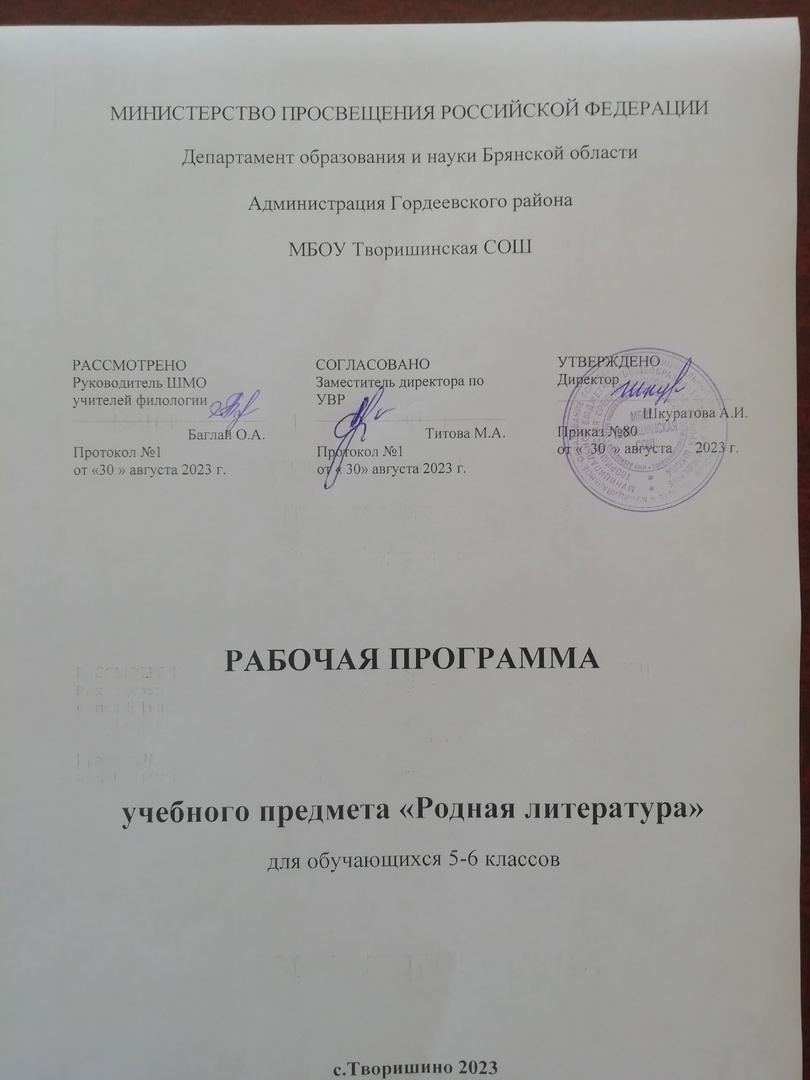 МИНИСТЕРСТВО ПРОСВЕЩЕНИЯ РОССИЙСКОЙ ФЕДЕРАЦИИ
Департамент образования и науки Брянской области
Администрация Гордеевского района
МБОУ Творишинская СОШ
РАССМОТРЕНО
Руководитель ШМО
учителей филологии
Баглай О.А.
Протокол №1
от «30 » августа 2023 г.
СОГЛАСОВАНО
Заместитель директора по
УВР
Титова М.А.
Протокол №1
от « 30» августа 2023 г.
УТВЕРЖДЕНО
Директор
Шкуратова А.И.
Приказ №80
от « 30 » августа 2023 г.
РАБОЧАЯ ПРОГРАММА
учебного предмета «Родная литература»
для обучающихся 5-6 классов
с.Творишино 2023